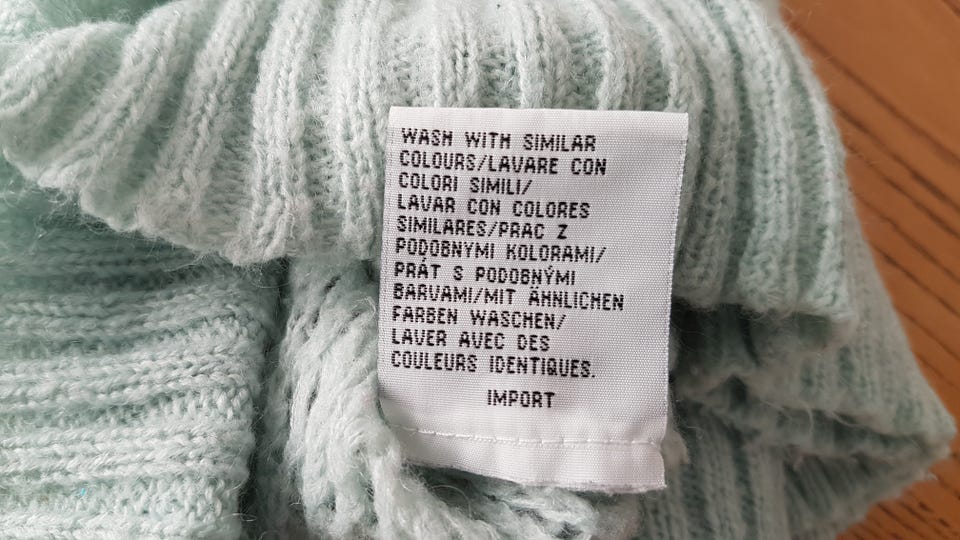 WASH WITH SIMILAR
COLOURS/LAVARE CON
COLORI SIMILI/
LAVAR CON COLORES
SIMILARES/PRAC Z
PODOBNYMI KOLORAMI/
PRÁT S PODOBNÝMI
BARVAMI/MIT ÄHNLICHEN
FARBEN WASCHEN/
LAVER AVEC DES
COULEURS IDENTIQUES.
IMPORT